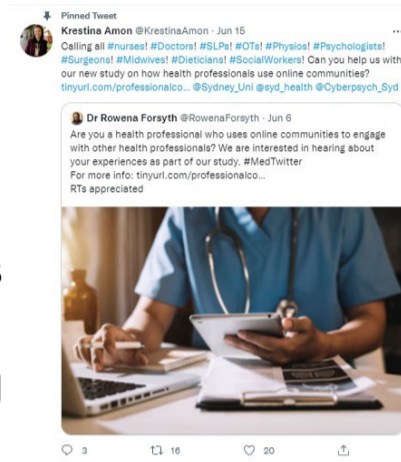 Pinned Tweet
Krestina Amon @KrestinaAmon · Jun 15
Calling all #nurses! #Doctors! #SLPs! #OTs! #Physios! #Psychologists!
#Surgeons! #Midwives! #Dieticians! #SocialWorkers! Can you help us with
our new study on how health professionals use online communities?
tinyurl.com/professionalco... @Sydney_Uni @syd_health @Cyberpsych_Syd
Dr Rowena Forsyth @RowenaForsyth · Jun 6
Are you a health professional who uses online communities to engage
with other health professionals? We are interested in hearing about
your experiences as part of our study. #MedTwitter
For more info: tinyurl.com/professionalco...
RTs appreciated
3 16 20